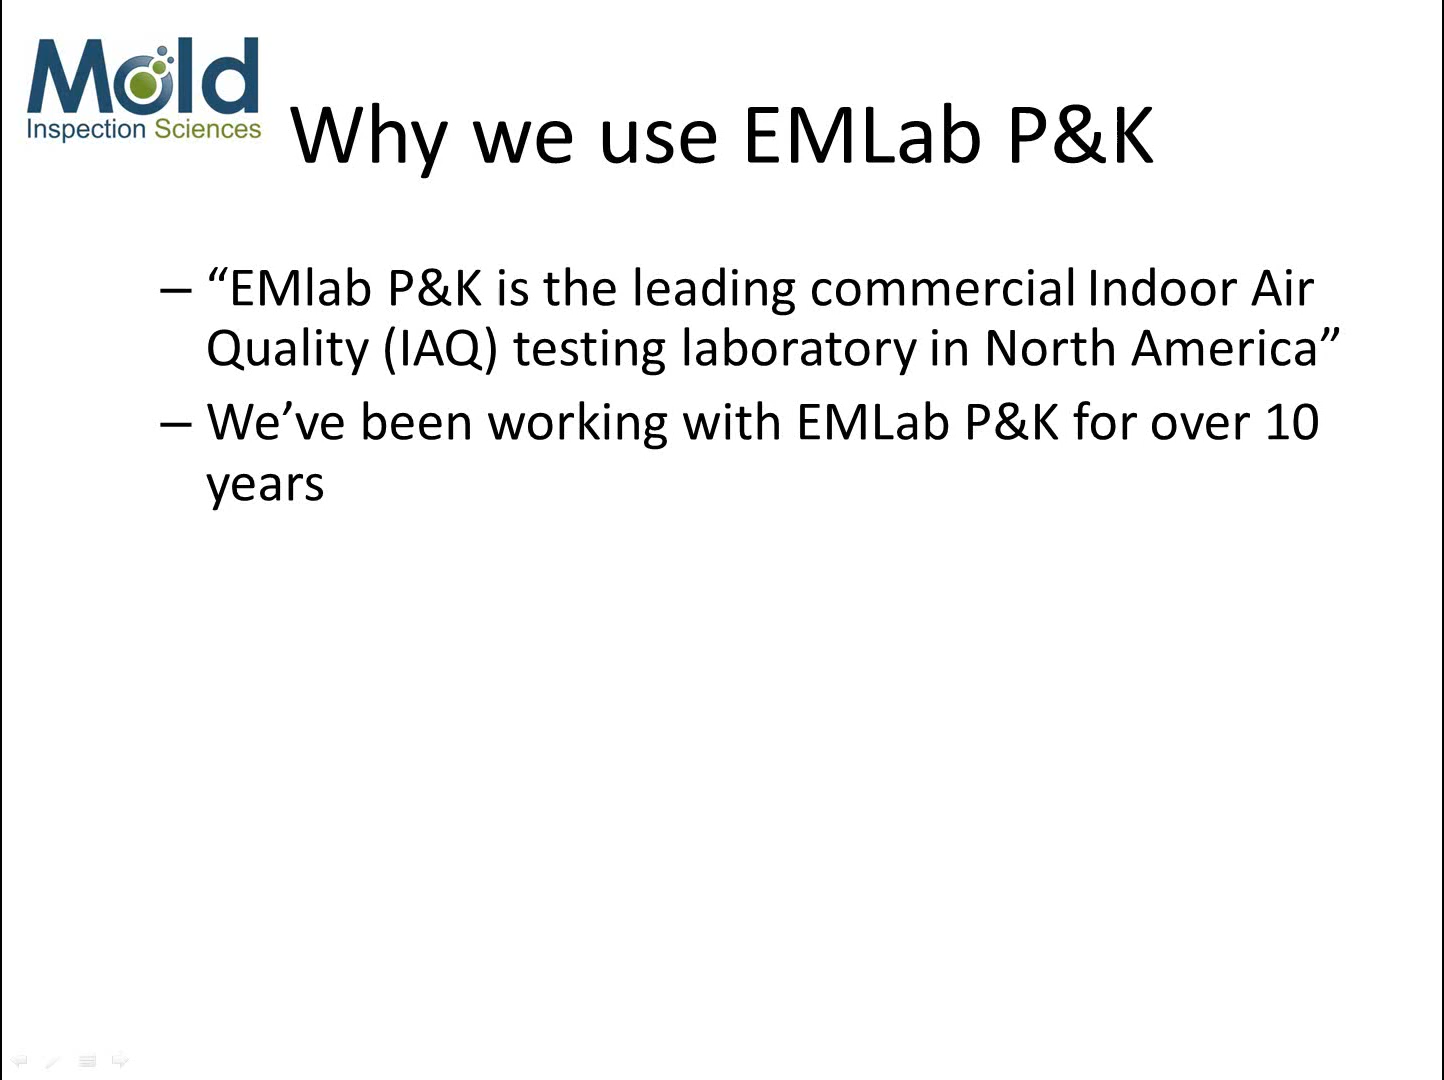 Mold
Inspection Sciences
Why we use EMLab P&K
– “EMlab P&K is the leading commercial Indoor Air
Quality (IAQ) testing laboratory in North America”
– We’ve been working with EMLab P&K for over 10
years